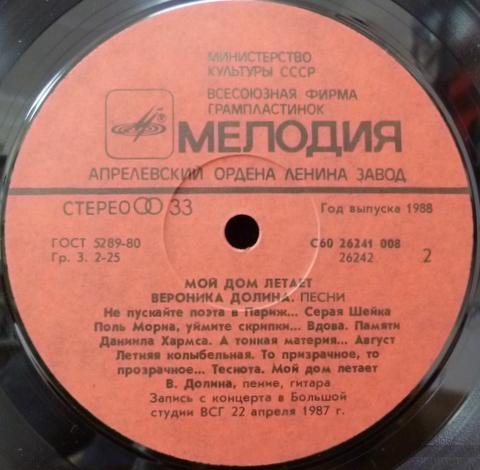 МИНИСТЕРСТВО
КУЛЬТУРЫ СССР
ВСЕСОЮЗНАЯ ФИРМА
ГРАМПЛАСТИНОК
МЕЛОДИЯ
АПРЕЛЕВСКИЙ ОРДЕНА ЛЕНИНА ЗАВОД
СТЕРЕО 33
Год выпуска 1988
ГОСТ 5289-80
С60 26241 008
Гр. 3. 2-25
26242
2
МОЙ ДОМ ЛЕТАЕТ
ВЕРОНИКА ДОЛИНА. ПЕСНИ
Не пускайте поэта в Париж... Серая Шейка
Поль Мориа, уймите скрипки... Вдова. Памяти
Даниила Хармса. А тонкая материя... Август
Летняя колыбельная. То призрачное, то
прозрачное... Теснота. Мой дом летает
В. Долина, пение, гитара
Запись с концерта в Большой
студии ВСГ 22 апреля 1987 г.